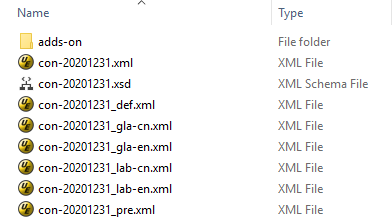 Name Type
adds-on File folder
con-20201231.xml XML File
con-20201231.xsd XML Schema File
con-20201231_def.xml XML File
con-20201231_gla-cn.xml XML File
con-20201231_gla-en.xml XML File
con-20201231_lab-cn.xml XML File
con-20201231_lab-en.xml XML File
con-20201231_pre.xml XML File